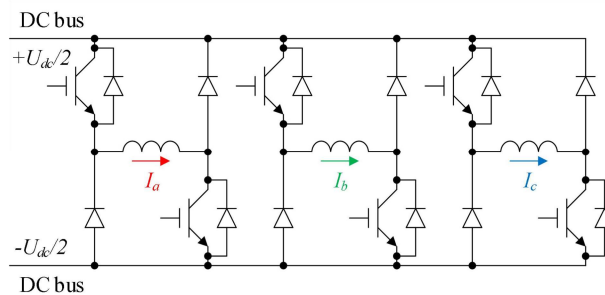 DC bus
+U_dc/2
I_a
I_b
I_c
-U_dc/2
DC bus